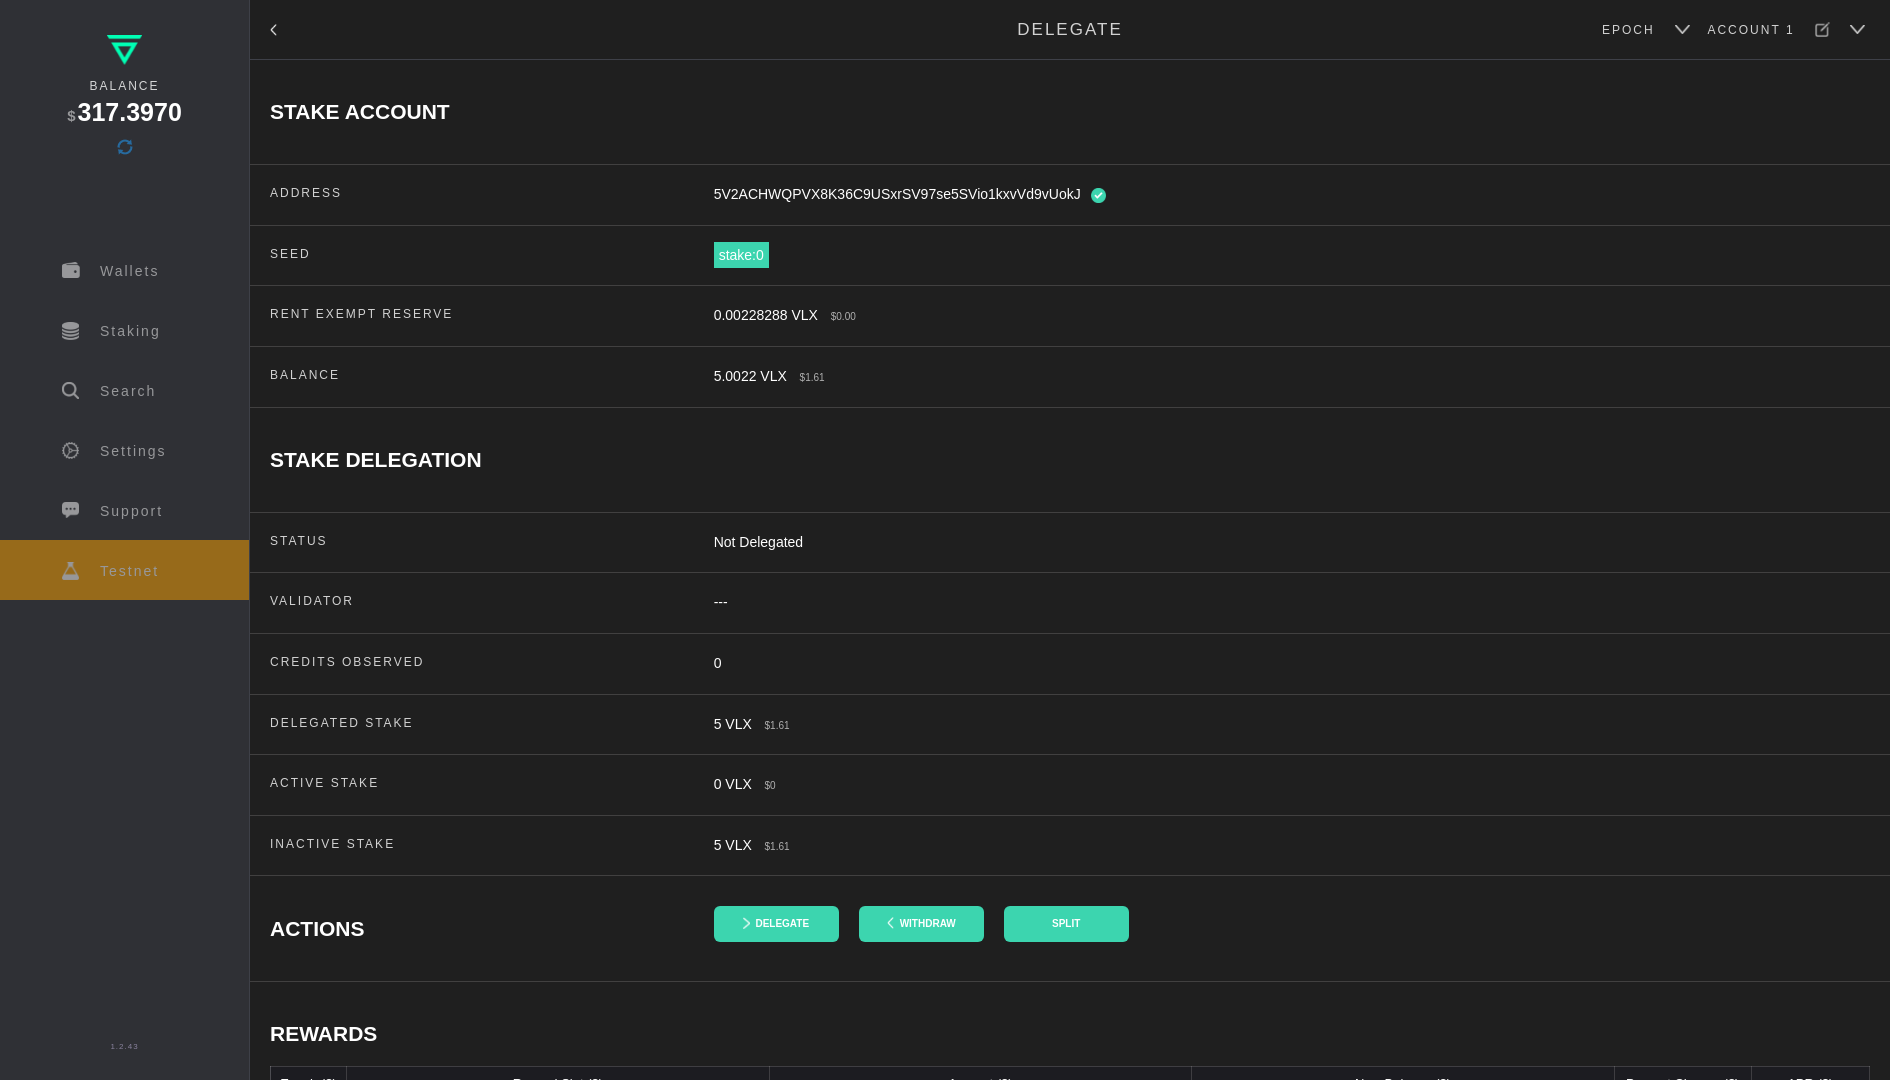 BALANCE
$317.3970
Wallets
Staking
Search
Settings
Support
Testnet
1.2.43
DELEGATE
EPOCH
ACCOUNT 1
STAKE ACCOUNT
ADDRESS
5V2ACHWQPVX8K36C9USxrSV97se5SVio1kxvVd9vUokJ
SEED
stake:0
RENT EXEMPT RESERVE
0.00228288 VLX $0.00
BALANCE
5.0022 VLX $1.61
STAKE DELEGATION
STATUS
Not Delegated
VALIDATOR
---
CREDITS OBSERVED
0
DELEGATED STAKE
5 VLX $1.61
ACTIVE STAKE
0 VLX $0
INACTIVE STAKE
5 VLX $1.61
ACTIONS
DELEGATE
WITHDRAW
SPLIT
REWARDS